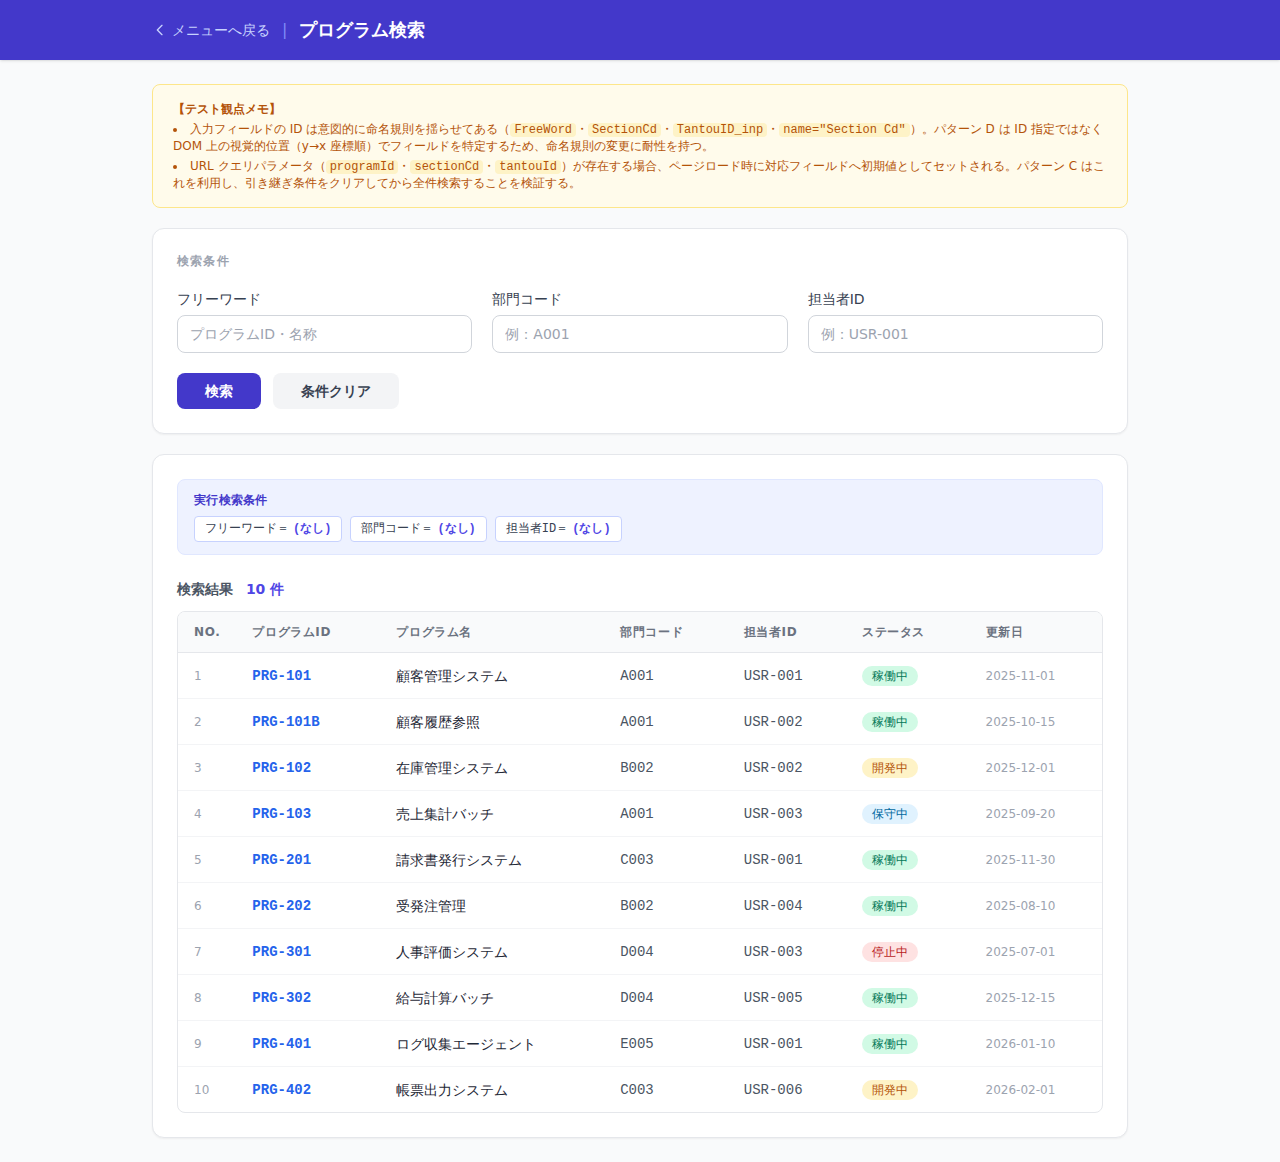 メニューへ戻る | プログラム検索
【テスト観点メモ】
• 入力フィールドの ID は意図的に命名規則を揺らせてある（ FreeWord ・ SectionCd ・ TantouID_inp ・ name="Section Cd" ）。パターン D は ID 指定ではなく
DOM 上の視覚的位置（y→x 座標順）でフィールドを特定するため、命名規則の変更に耐性を持つ。
• URL クエリパラメータ（ programId ・ sectionCd ・ tantouId ）が存在する場合、ページロード時に対応フィールドへ初期値としてセットされる。パターン C はこ
れを利用し、引き継ぎ条件をクリアしてから全件検索することを検証する。
検索条件
フリーワード 部門コード 担当者ID
プログラムID・名称 例：A001 例：USR-001
検索 条件クリア
実行検索条件
フリーワード＝ (なし) 部門コード＝ (なし) 担当者ID＝ (なし)
検索結果 10 件
NO. プログラムID プログラム名 部門コード 担当者ID ステータス 更新日
1 PRG-101 顧客管理システム A001 USR-001 稼働中 2025-11-01
2 PRG-101B 顧客履歴参照 A001 USR-002 稼働中 2025-10-15
3 PRG-102 在庫管理システム B002 USR-002 開発中 2025-12-01
4 PRG-103 売上集計バッチ A001 USR-003 保守中 2025-09-20
5 PRG-201 請求書発行システム C003 USR-001 稼働中 2025-11-30
6 PRG-202 受発注管理 B002 USR-004 稼働中 2025-08-10
7 PRG-301 人事評価システム D004 USR-003 停止中 2025-07-01
8 PRG-302 給与計算バッチ D004 USR-005 稼働中 2025-12-15
9 PRG-401 ログ収集エージェント E005 USR-001 稼働中 2026-01-10
10 PRG-402 帳票出力システム C003 USR-006 開発中 2026-02-01